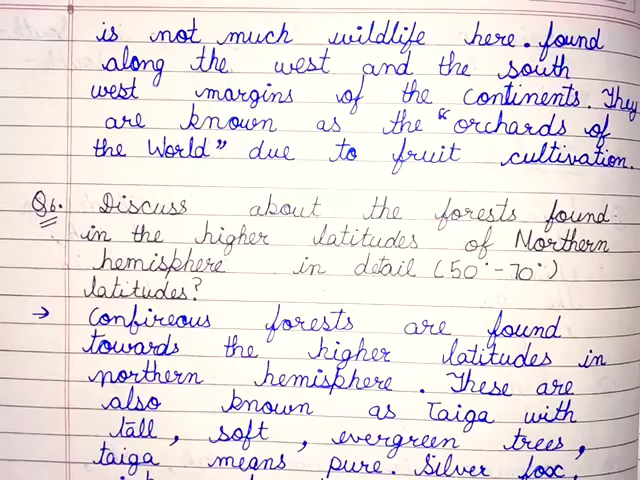 is not much wildlife here. found
along the west and the south
west margins of the continents. They
are known as the "orchards of
the World" due to fruit cultivation.
Q6. Discuss about the forests found
in the higher latitudes of Northern
hemisphere in detail (50°-70°)
latitudes?
→ Confireous forests are found
towards the higher latitudes in
northern hemisphere. These are
also known as Taiga with
tall, soft, evergreen trees,
taiga means pure. Silver fox,